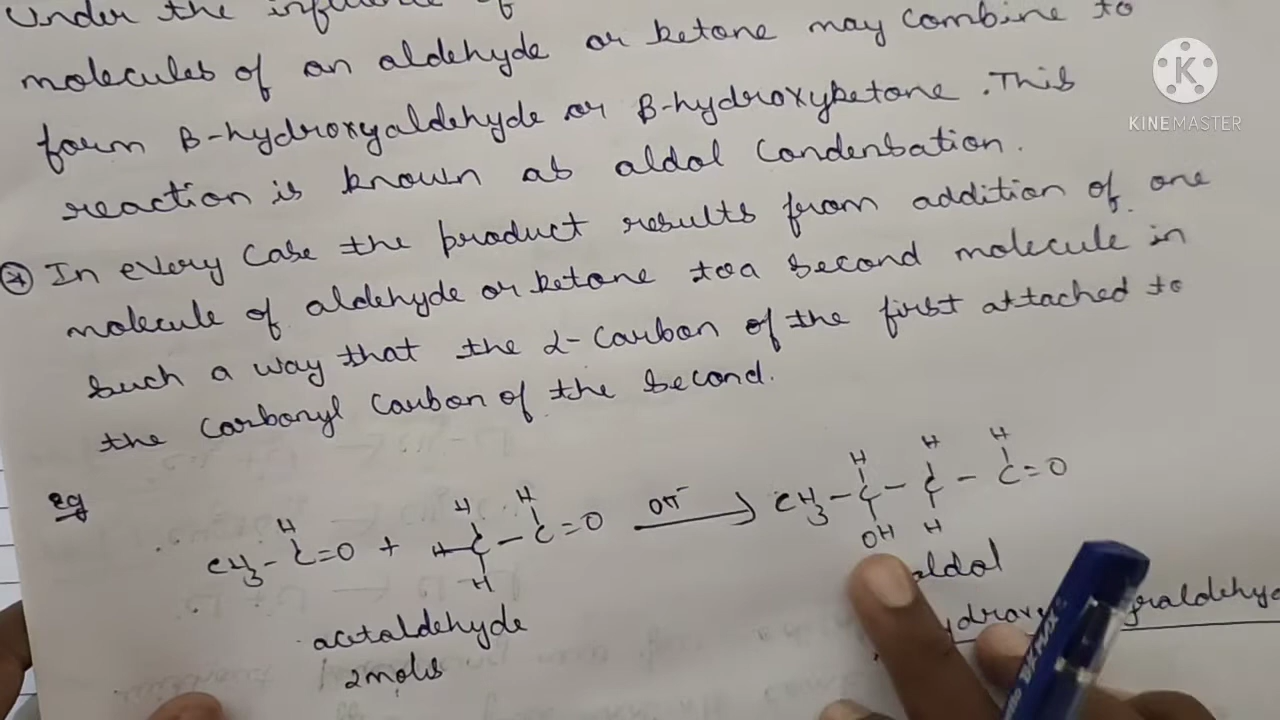 Under the influence of
molecules of an aldehyde or ketone may combine to
form β-hydroxyaldehyde or β-hydroxyketone. This
reaction is known as aldol Condensation.
In every case the product results from addition of one
molecule of aldehyde or ketone to a second molecule in
such a way that the α-carbon of the first attached to
the carbonyl carbon of the second.
eg
H H H H H H
CH3-C=O + H-C-C=O OH- → CH3-C-C-C=O
H OH H
acetaldehyde aldol
2mols
KINEMASTER